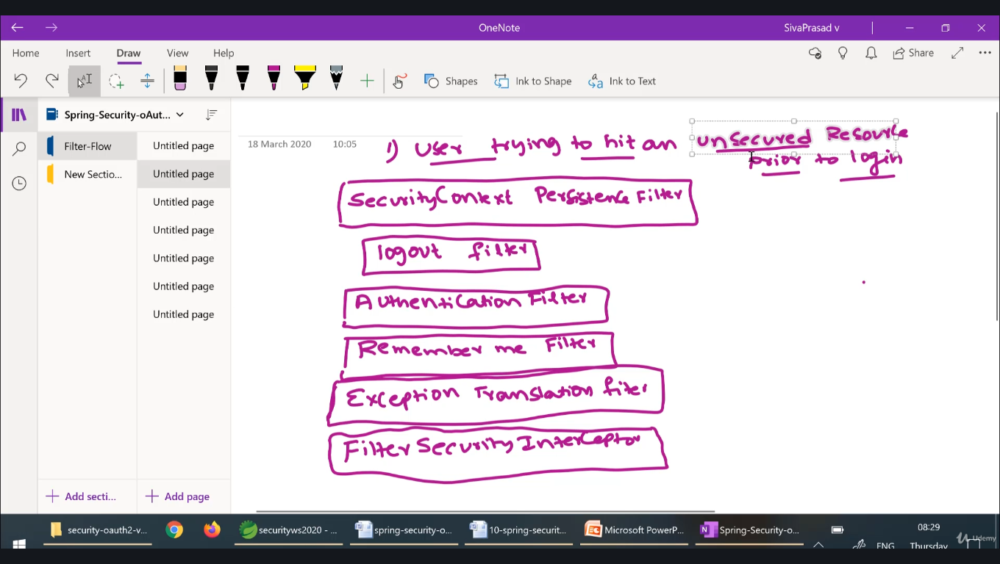 OneNote
SivaPrasad v
Home Insert Draw View Help
Share
Shapes
Ink to Shape
Ink to Text
Spring-Security-oAut...
Filter-Flow
New Sectio...
Untitled page
Untitled page
Untitled page
Untitled page
Untitled page
Untitled page
Untitled page
Add secti...
Add page
18 March 2020 10:05
1) User trying to hit an unSecured Resource
prior to login
SecurityContext Persistence Filter
logout filter
Authentication Filter
Remember me Filter
Exception Translation fiter
Filter Security Interceptor
security-oauth2-v...
securityws2020 - ...
spring-security-o...
10-spring-securit...
Microsoft PowerP...
Spring-Security-o...
ENG
08:29
Thursday
Udemy